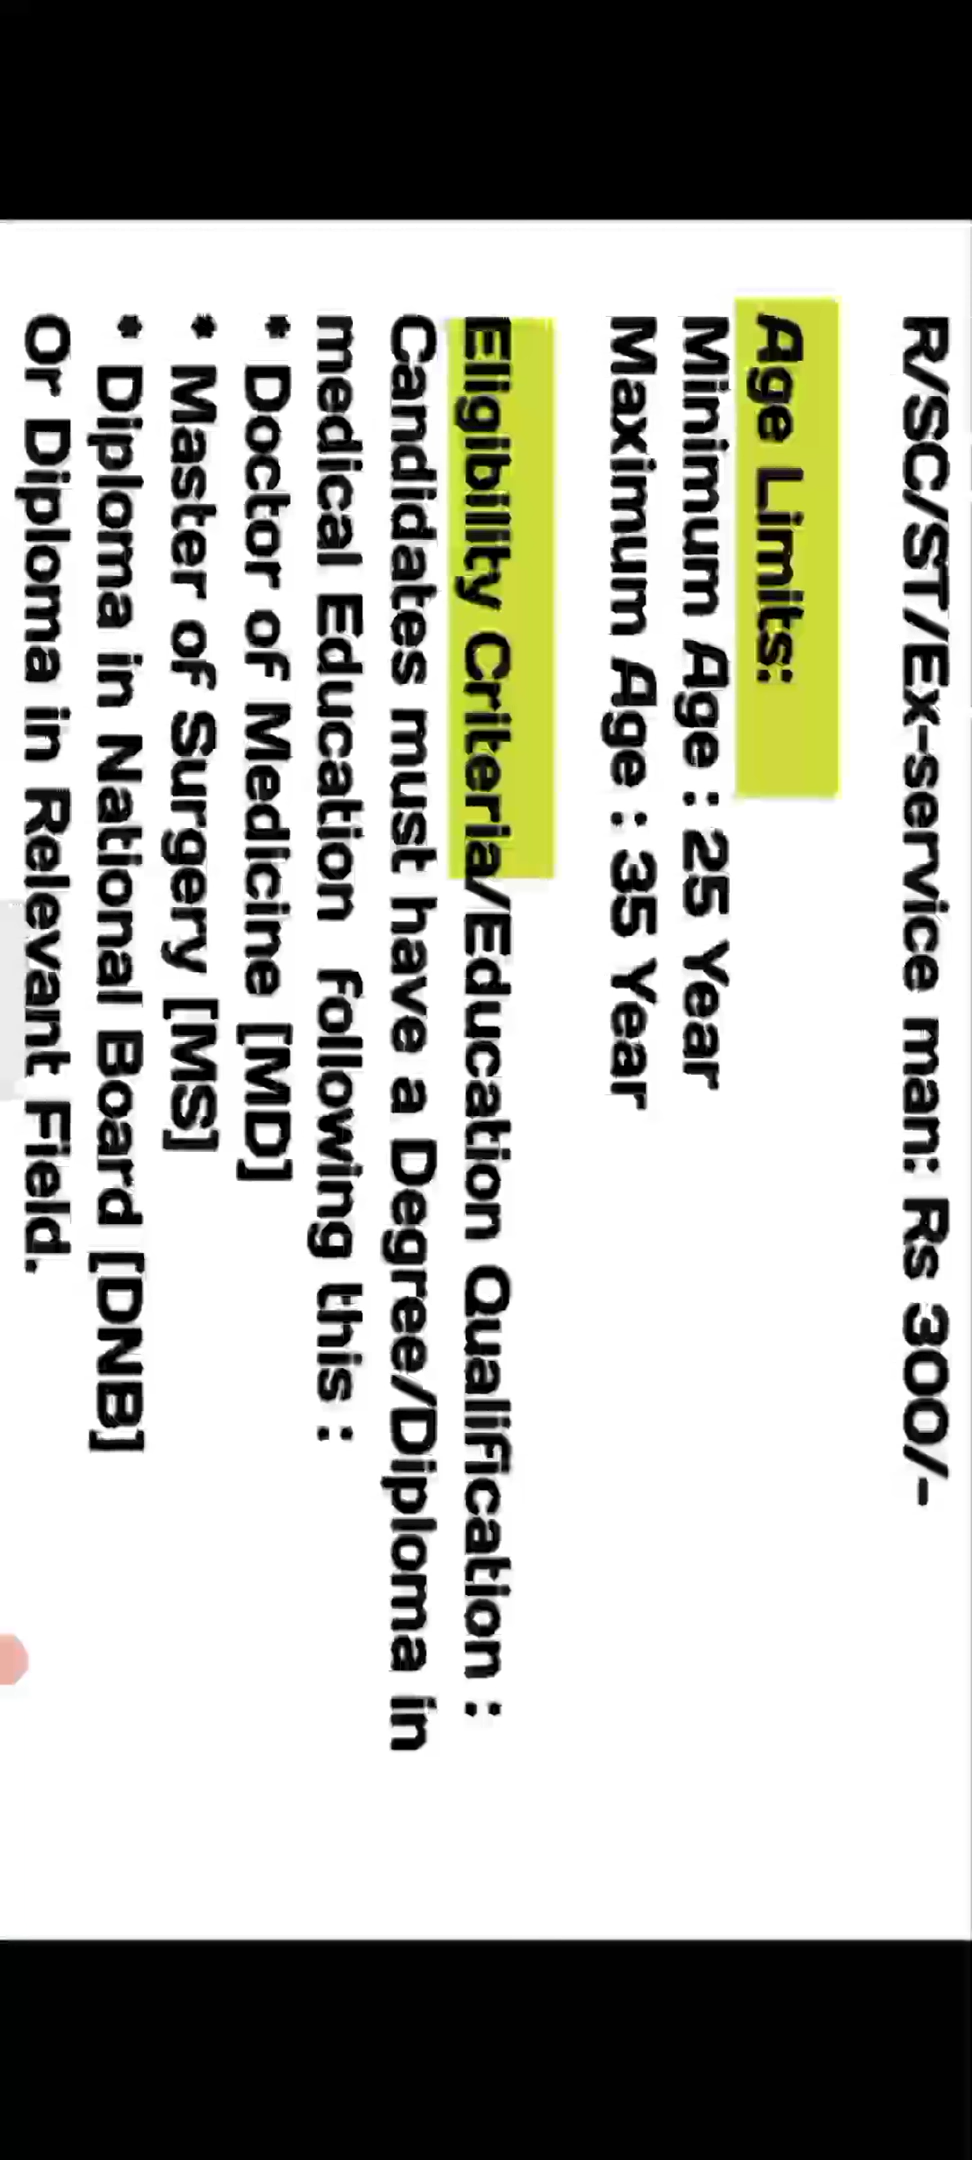 R/SC/ST/Ex-service man: Rs 300/-
Age Limits:
Minimum Age : 25 Year
Maximum Age : 35 Year
Eligibility Criteria/Education Qualification :
Candidates must have a Degree/Diploma in
medical Education following this :
* Doctor of Medicine [MD]
* Master of Surgery [MS]
* Diploma in National Board [DNB]
Or Diploma in Relevant Field.